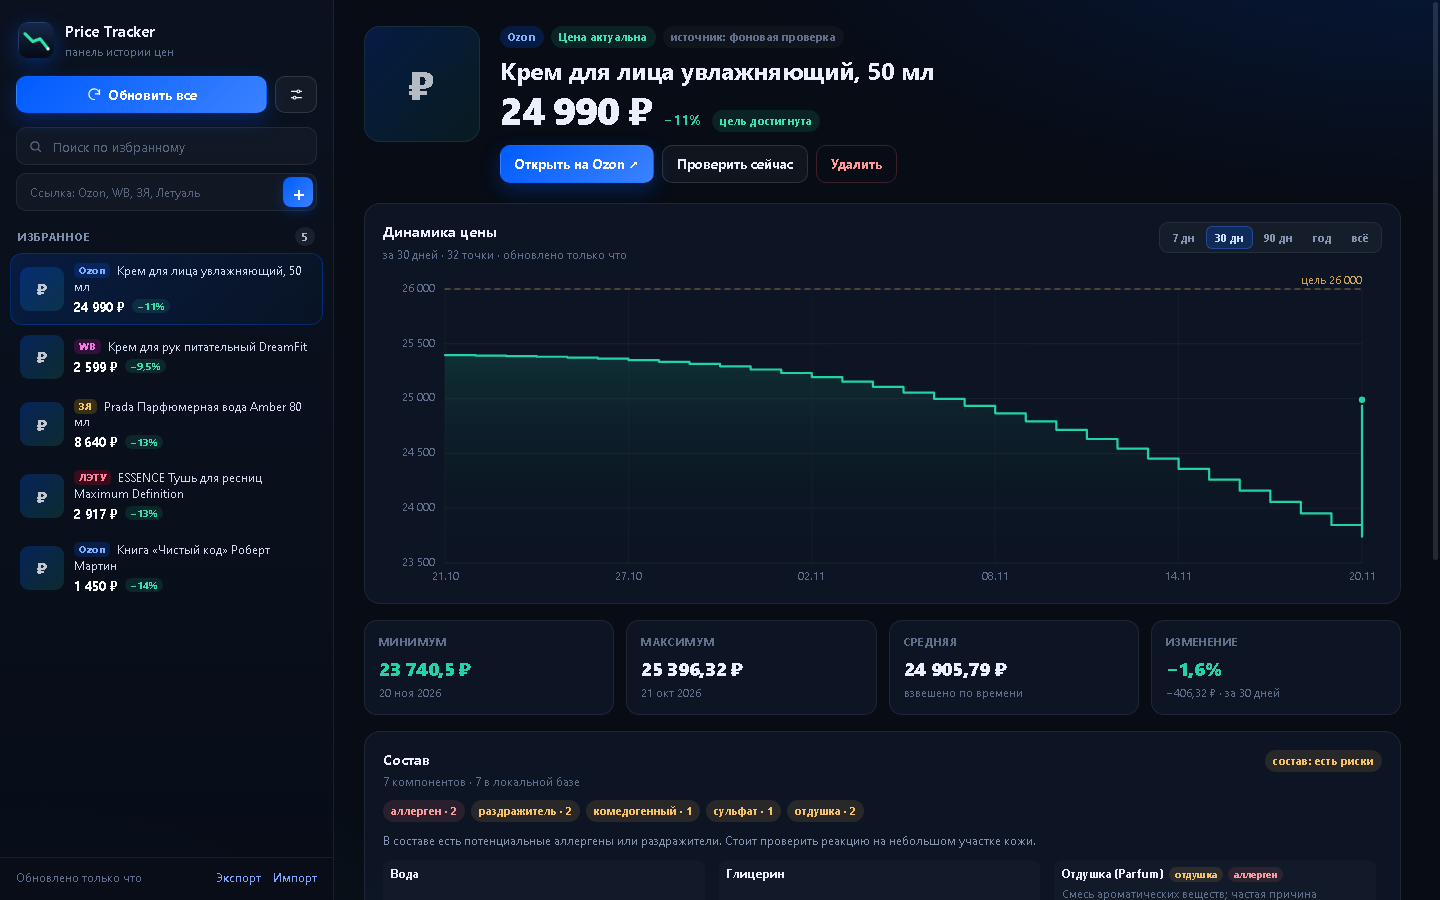 Price Tracker
панель истории цен
Обновить все
Поиск по избранному
Ссылка: Ozon, WB, ЗЯ, Летуаль
+
ИЗБРАННОЕ 5
₽
Ozon Крем для лица увлажняющий, 50
мл
24 990 ₽ −11%
₽
WB Крем для рук питательный DreamFit
2 599 ₽ −9,5%
₽
ЗЯ Prada Парфюмерная вода Amber 80
мл
8 640 ₽ −13%
₽
ЛЭТУ ESSENCE Тушь для ресниц
Maximum Definition
2 917 ₽ −13%
₽
Ozon Книга «Чистый код» Роберт
Мартин
1 450 ₽ −14%
Обновлено только что Экспорт Импорт
₽
Ozon Цена актуальна источник: фоновая проверка
Крем для лица увлажняющий, 50 мл
24 990 ₽ −11% цель достигнута
Открыть на Ozon ↗ Проверить сейчас Удалить
Динамика цены
за 30 дней · 32 точки · обновлено только что
7 дн 30 дн 90 дн год всё
цель 26 000
26 000
25 500
25 000
24 500
24 000
23 500
21.10 27.10 02.11 08.11 14.11 20.11
МИНИМУМ
23 740,5 ₽
20 ноя 2026
МАКСИМУМ
25 396,32 ₽
21 окт 2026
СРЕДНЯЯ
24 905,79 ₽
взвешено по времени
ИЗМЕНЕНИЕ
−1,6%
−406,32 ₽ · за 30 дней
Состав
7 компонентов · 7 в локальной базе
состав: есть риски
аллерген · 2 раздражитель · 2 комедогенный · 1 сульфат · 1 отдушка · 2
В составе есть потенциальные аллергены или раздражители. Стоит проверить реакцию на небольшом участке кожи.
Вода
Глицерин
Отдушка (Parfum) отдушка аллерген
Смесь ароматических веществ; частая причина